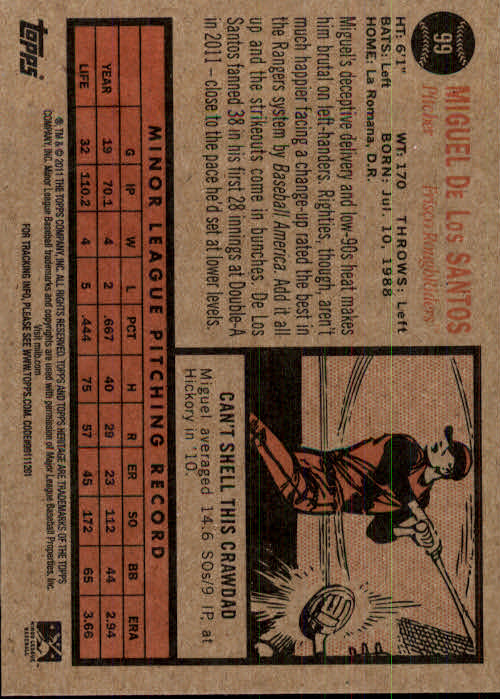 99
MIGUEL DE LOS SANTOS
Pitcher Frisco RoughRiders
HT: 6'1" WT: 170 THROWS: Left
BATS: Left BORN: Jul. 10, 1988
HOME: La Romana, D.R.
Miguel's deceptive delivery and low-90s heat makes
him brutal on left-handers. Righties, though, aren't
much happier facing a change-up rated the best in
the Rangers system by Baseball America. Add it all
up and the strikeouts come in bunches. De Los
Santos fanned 38 in his first 28 innings at Double-A
in 2011 – close to the pace he'd set at lower levels.
CAN'T SHELL THIS CRAWDAD
Miguel averaged 14.6 SOs/9 IP at
Hickory in '10.
MINOR LEAGUE PITCHING RECORD
G IP W L PCT H R ER SO BB ERA
YEAR 19 70.1 4 2 .667 40 29 23 112 44 2.94
LIFE 32 110.2 4 5 .444 75 57 45 172 65 3.66
TOPPS
®, TM & © 2011 THE TOPPS COMPANY, INC. ALL RIGHTS RESERVED. TOPPS AND TOPPS HERITAGE ARE TRADEMARKS OF THE TOPPS
COMPANY, INC. Minor League Baseball trademarks and copyrights are used with permission of Major League Baseball Properties, Inc.
Visit milb.com
FOR TRACKING INFO, PLEASE SEE WWW.TOPPS.COM. CODE#99111201
MINOR LEAGUE
BASEBALL